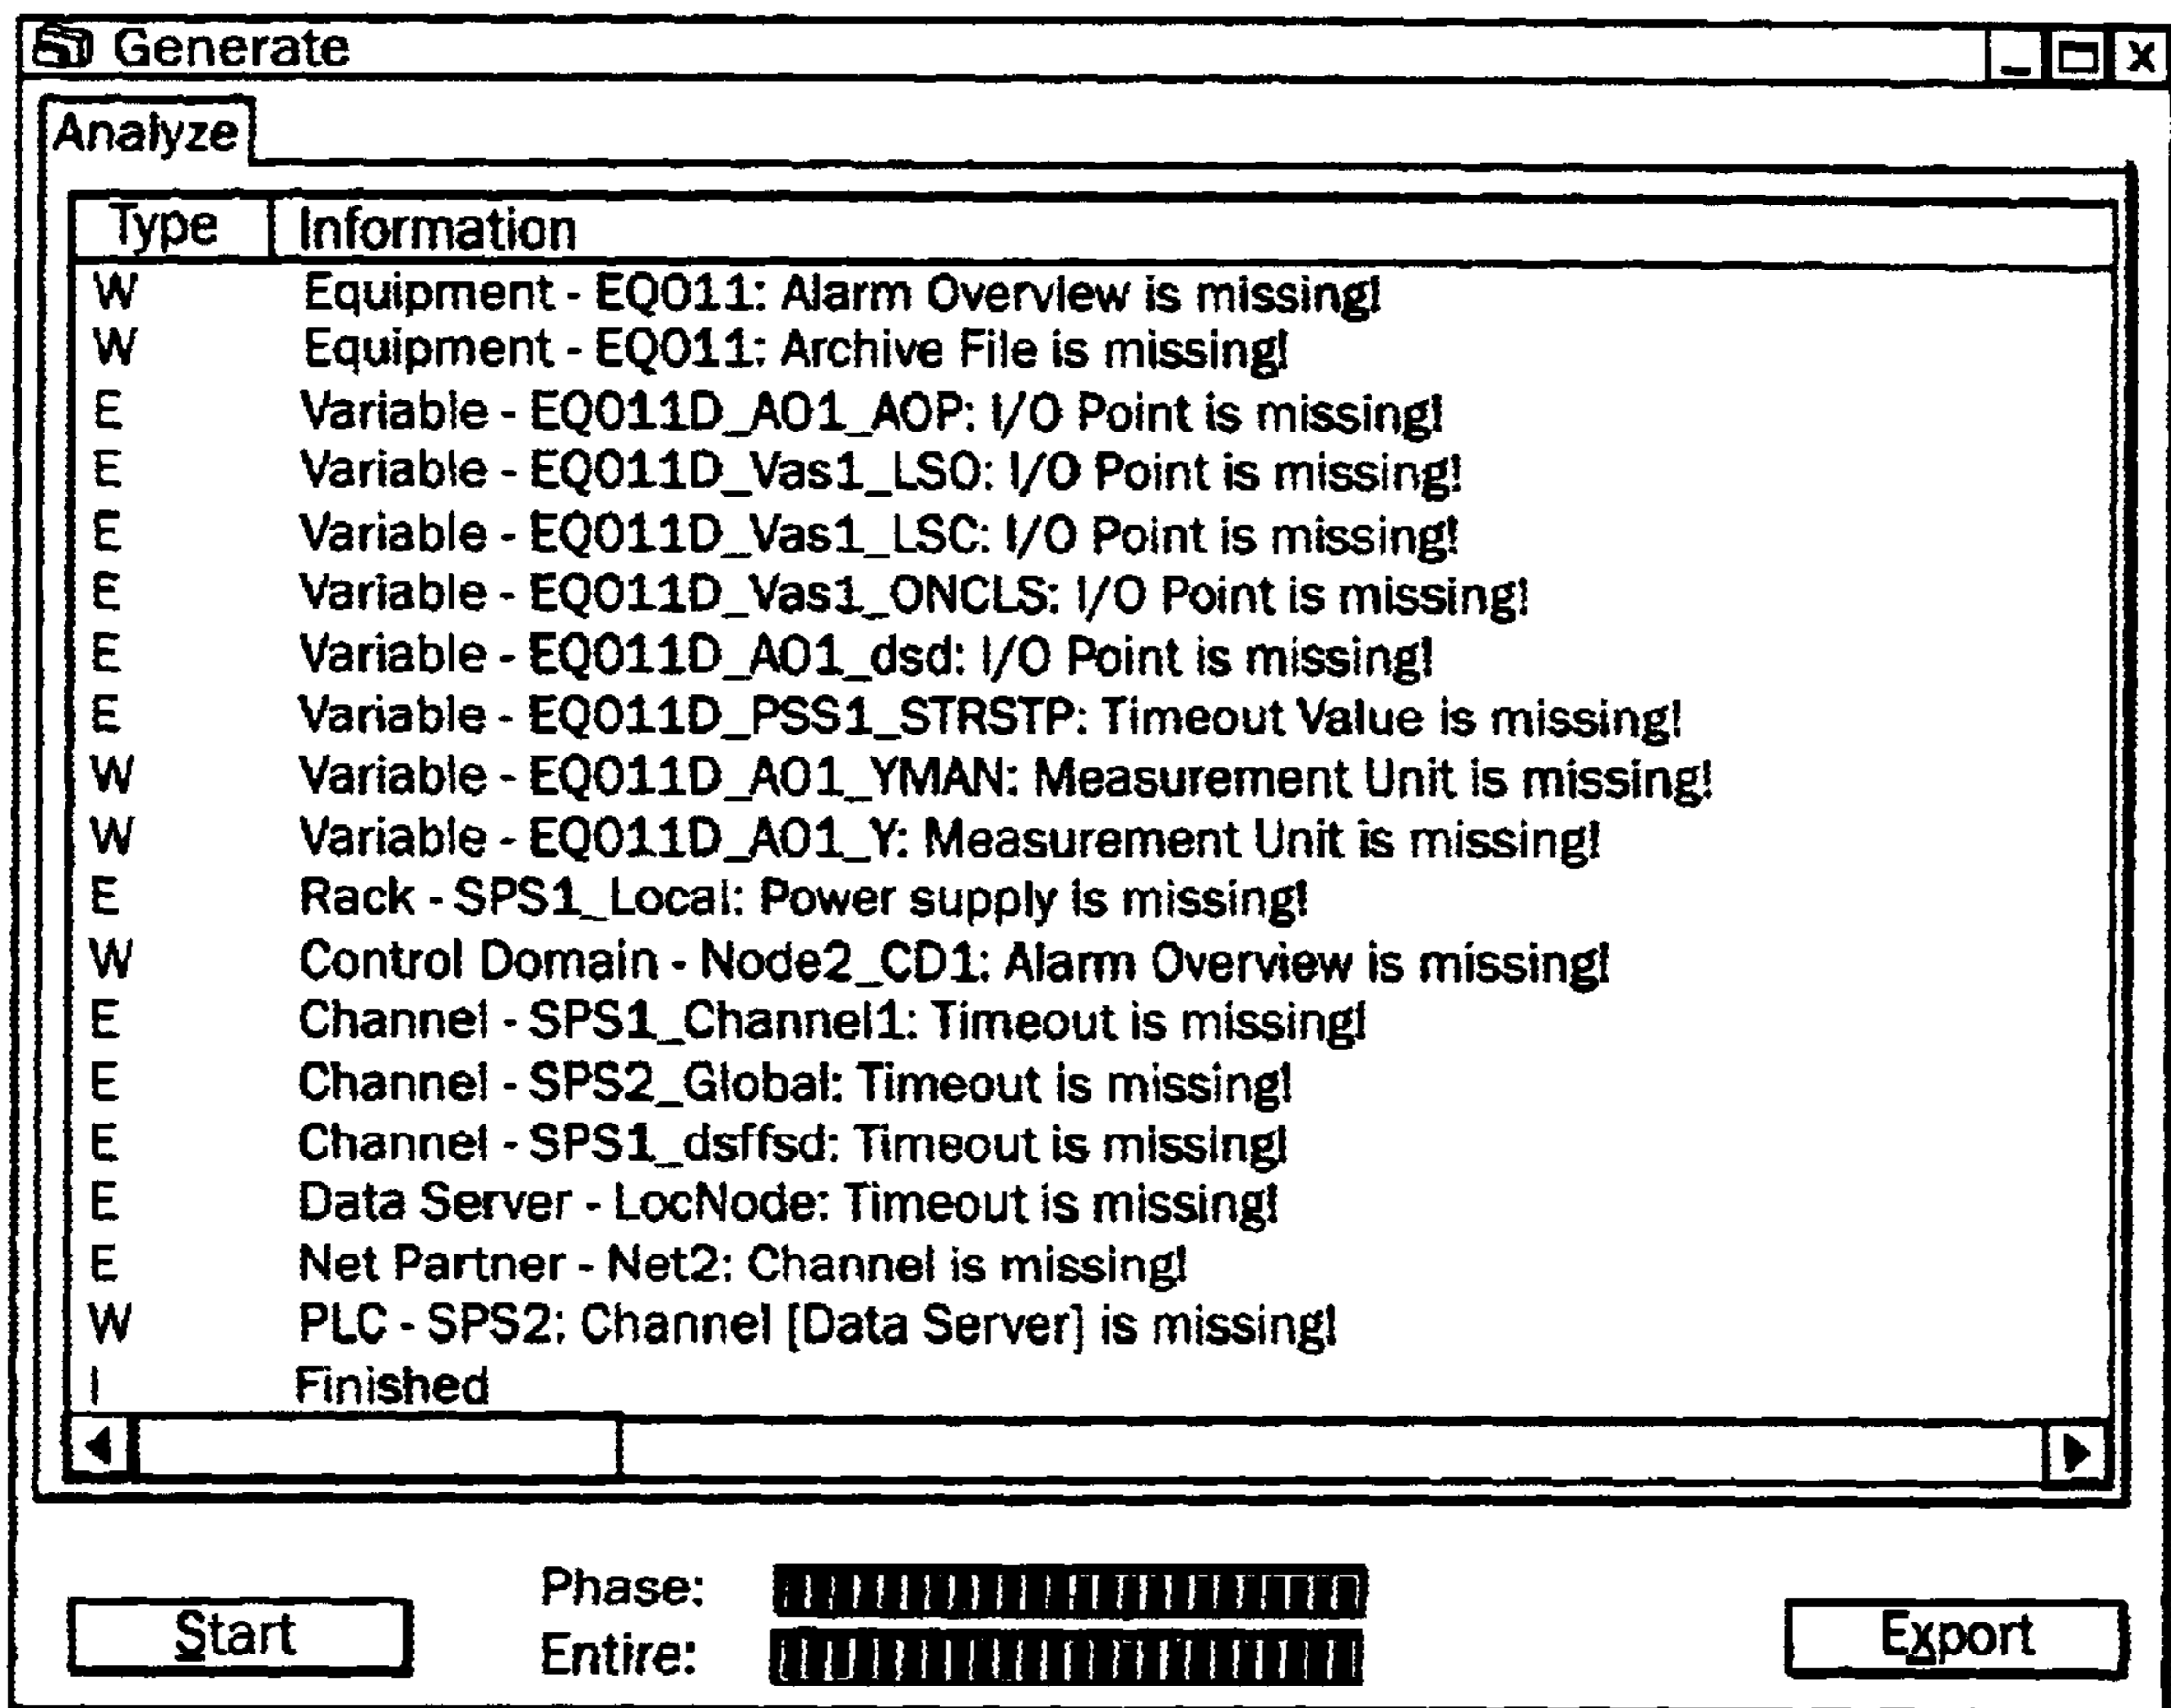 Generate
Analyze
Type Information
W Equipment - EQ011: Alarm Overview is missing!
W Equipment - EQ011: Archive File is missing!
E Variable - EQ011D_AO1_AOP: I/O Point is missing!
E Variable - EQ011D_Vas1_LSO: I/O Point is missing!
E Variable - EQ011D_Vas1_LSC: I/O Point is missing!
E Variable - EQ011D_Vas1_ONCLS: I/O Point is missing!
E Variable - EQ011D_AO1_dsd: I/O Point is missing!
E Variable - EQ011D_PSS1_STRSTP: Timeout Value is missing!
W Variable - EQ011D_AO1_YMAN: Measurement Unit is missing!
W Variable - EQ011D_AO1_Y: Measurement Unit is missing!
E Rack - SPS1_Local: Power supply is missing!
W Control Domain - Node2_CD1: Alarm Overview is missing!
E Channel - SPS1_Channel1: Timeout is missing!
E Channel - SPS2_Global: Timeout is missing!
E Channel - SPS1_dsffsd: Timeout is missing!
E Data Server - LocNode: Timeout is missing!
E Net Partner - Net2: Channel is missing!
W PLC - SPS2: Channel [Data Server] is missing!
I Finished
Phase:
Start Export
Entire: